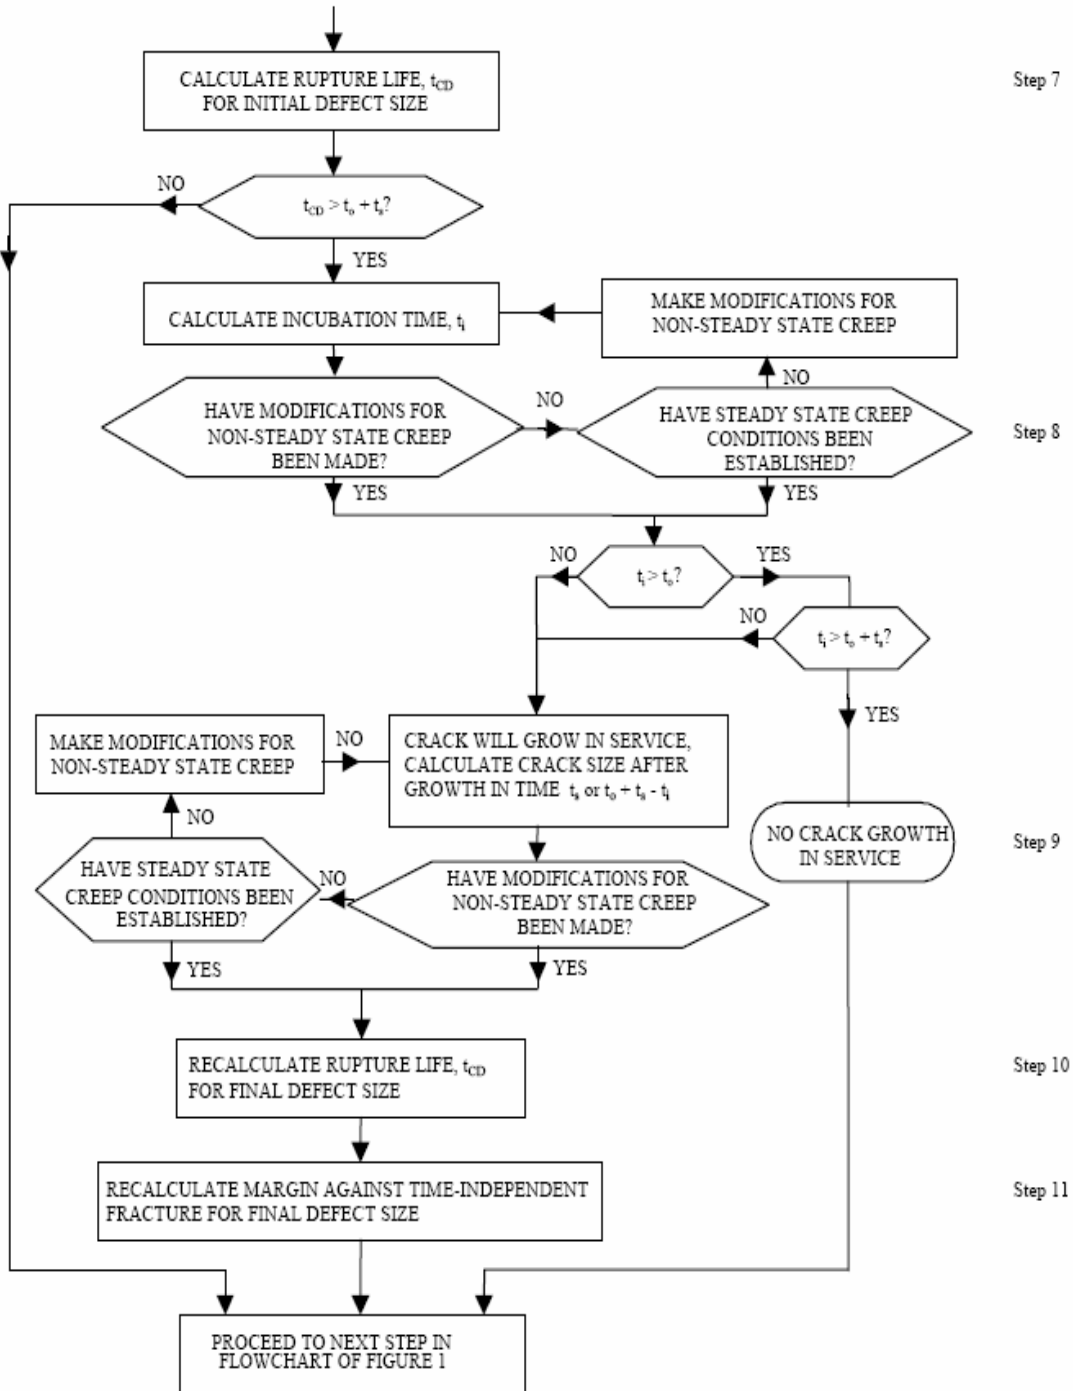 CALCULATE RUPTURE LIFE, tCD
FOR INITIAL DEFECT SIZE
Step 7
NO
tCD > to + ts?
YES
CALCULATE INCUBATION TIME, ti
MAKE MODIFICATIONS FOR
NON-STEADY STATE CREEP
NO
HAVE MODIFICATIONS FOR
NON-STEADY STATE CREEP
BEEN MADE?
NO
HAVE STEADY STATE CREEP
CONDITIONS BEEN
ESTABLISHED?
Step 8
YES
YES
NO
ti > to?
YES
NO
ti > to + ts?
YES
MAKE MODIFICATIONS FOR
NON-STEADY STATE CREEP
NO
CRACK WILL GROW IN SERVICE,
CALCULATE CRACK SIZE AFTER
GROWTH IN TIME ts or to + ts - ti
NO
NO CRACK GROWTH
IN SERVICE
Step 9
HAVE STEADY STATE
CREEP CONDITIONS BEEN
ESTABLISHED?
NO
HAVE MODIFICATIONS FOR
NON-STEADY STATE CREEP
BEEN MADE?
YES
YES
RECALCULATE RUPTURE LIFE, tCD
FOR FINAL DEFECT SIZE
Step 10
RECALCULATE MARGIN AGAINST TIME-INDEPENDENT
FRACTURE FOR FINAL DEFECT SIZE
Step 11
PROCEED TO NEXT STEP IN
FLOWCHART OF FIGURE 1